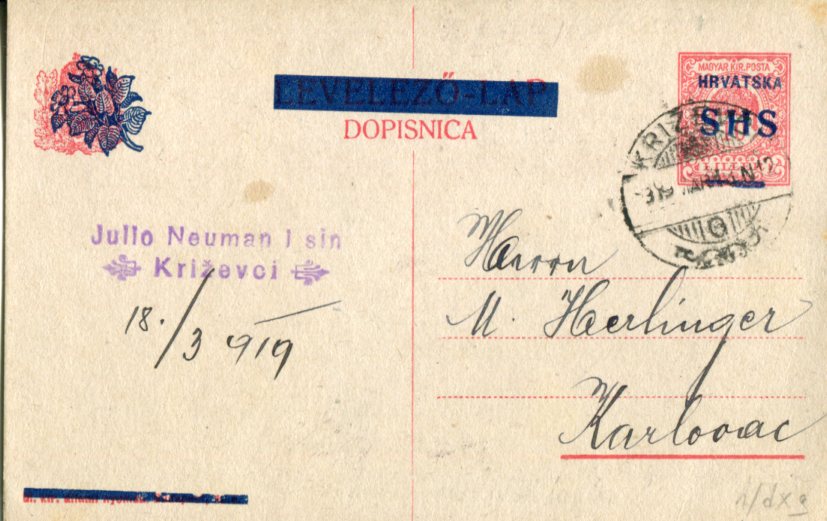 LEVELEZŐ-LAP
DOPISNICA
MAGYAR KIR. POSTA
HRVATSKA
SHS
Julio Neuman i sin
Križevci
18./3 919
Herrn
M. Herlinger
Karlovac